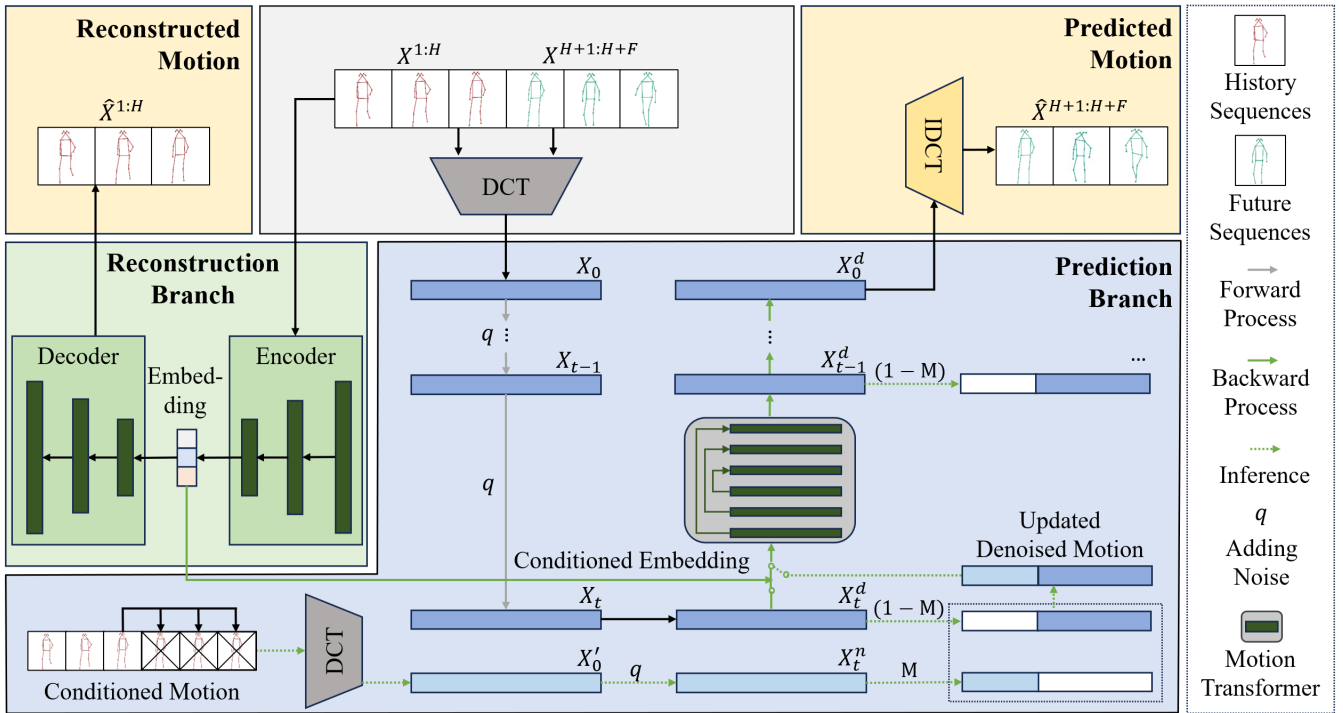 Reconstructed
Motion
X̂^{1:H}
X^{1:H}
X^{H+1:H+F}
DCT
Predicted
Motion
IDCT
X̂^{H+1:H+F}
Reconstruction
Branch
Decoder
Embed-
ding
Encoder
Prediction
Branch
X_0
q ⋮
X_{t−1}
q
X_t
X_0^d
⋮
X_{t−1}^d
(1 − M)
...
Conditioned Embedding
Updated
Denoised Motion
X_t^d
(1 − M)
Conditioned Motion
DCT
X_0′
q
X_t^n
M
History
Sequences
Future
Sequences
Forward
Process
Backward
Process
Inference
q
Adding
Noise
Motion
Transformer